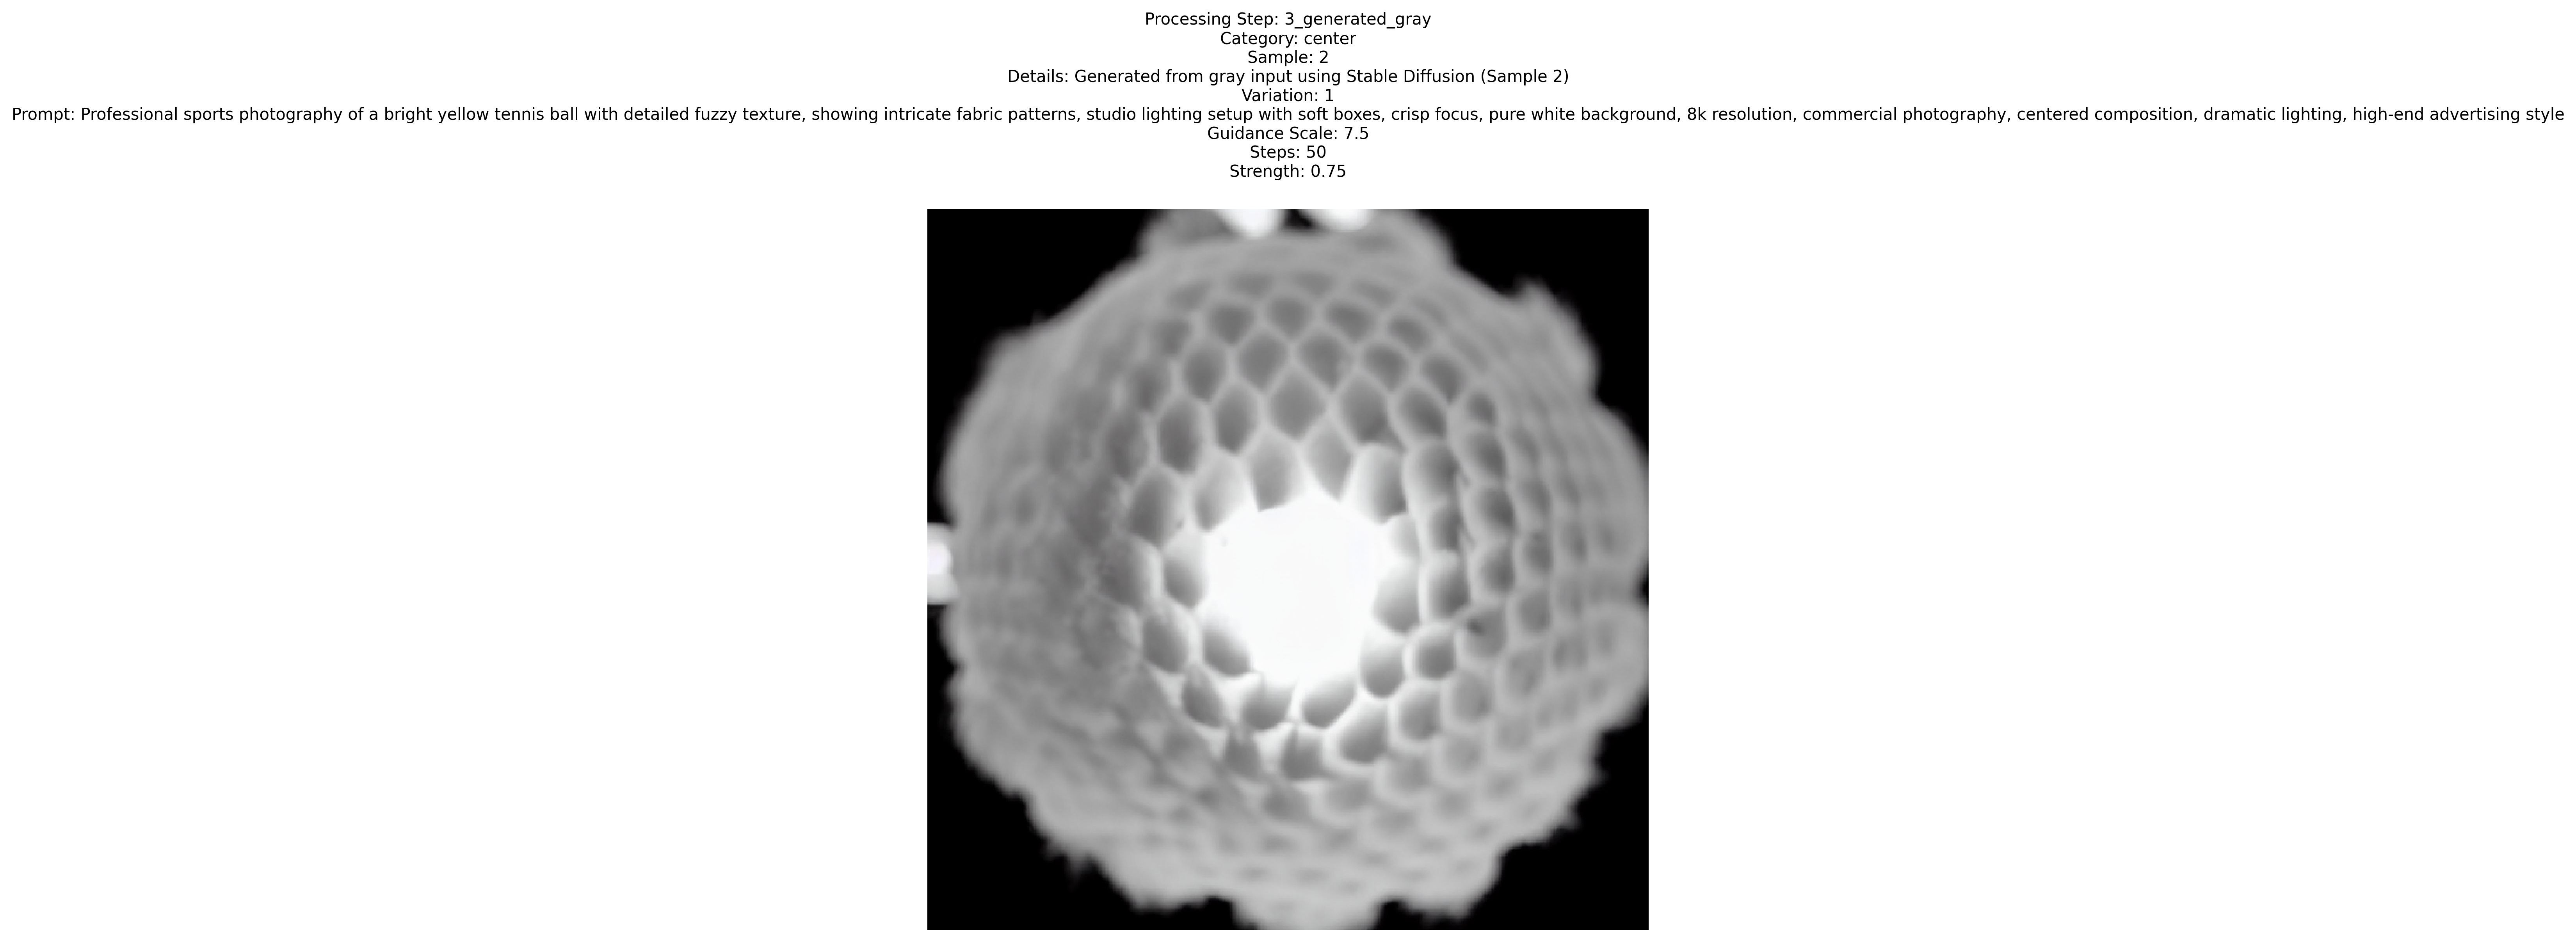 Processing Step: 3_generated_gray
Category: center
Sample: 2
Details: Generated from gray input using Stable Diffusion (Sample 2)
Variation: 1
Prompt: Professional sports photography of a bright yellow tennis ball with detailed fuzzy texture, showing intricate fabric patterns, studio lighting setup with soft boxes, crisp focus, pure white background, 8k resolution, commercial photography, centered composition, dramatic lighting, high-end advertising style
Guidance Scale: 7.5
Steps: 50
Strength: 0.75